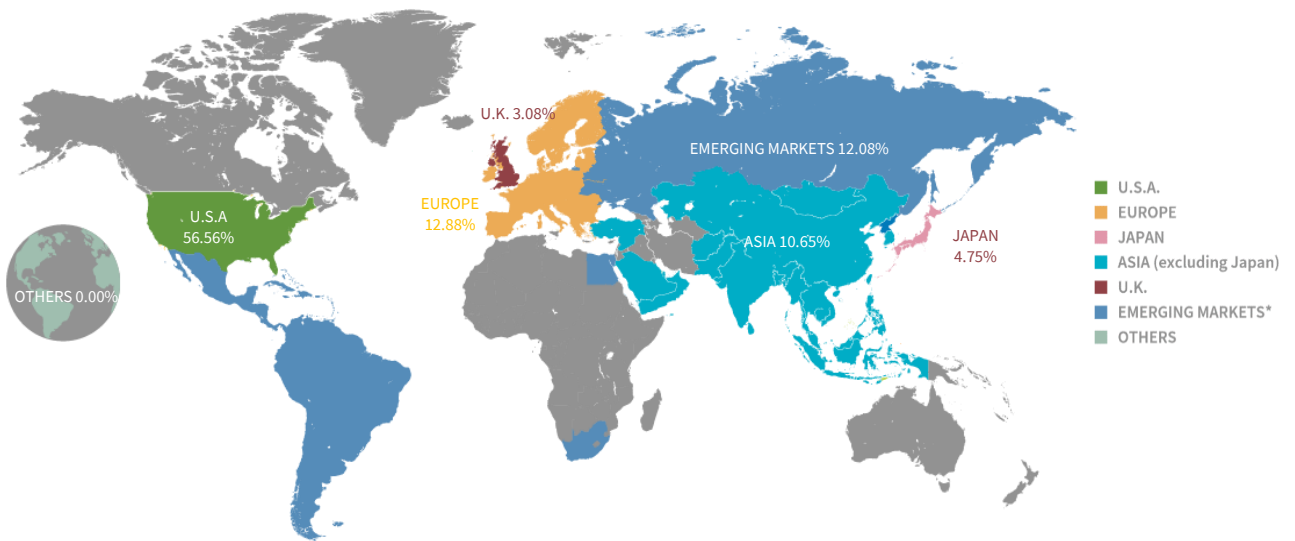 U.K. 3.08%
EMERGING MARKETS 12.08%
EUROPE
12.88%
U.S.A
56.56%
ASIA 10.65%
JAPAN
4.75%
OTHERS 0.00%
U.S.A.
EUROPE
JAPAN
ASIA (excluding Japan)
U.K.
EMERGING MARKETS*
OTHERS